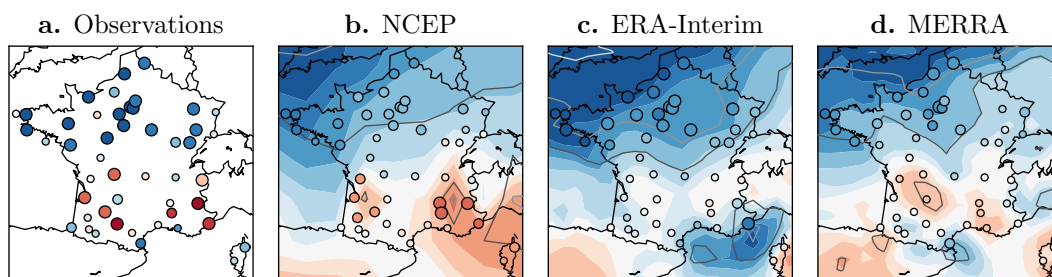 a. Observations
b. NCEP
c. ERA-Interim
d. MERRA